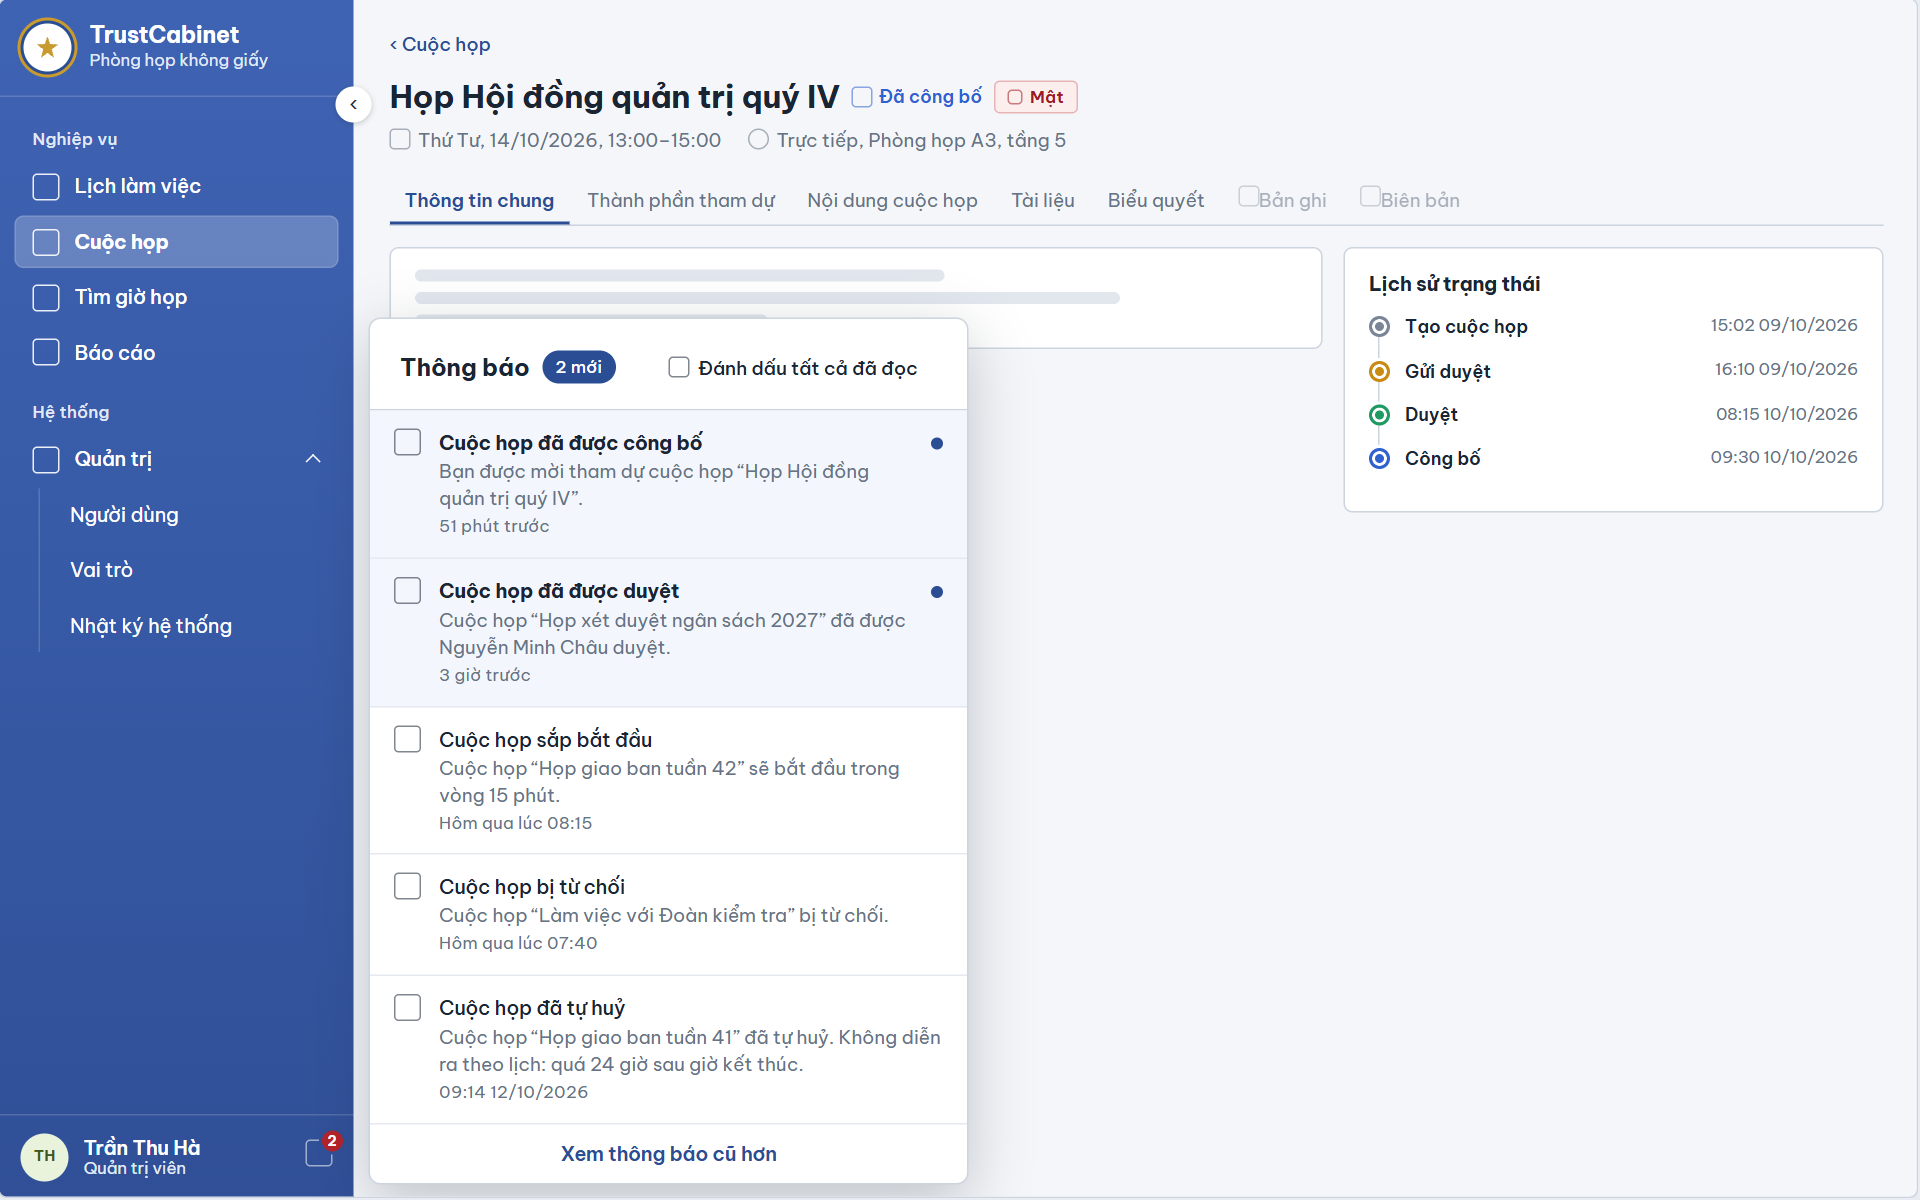 TrustCabinet
Phòng họp không giấy
Nghiệp vụ
Lịch làm việc
Cuộc họp
Tìm giờ họp
Báo cáo
Hệ thống
Quản trị
Người dùng
Vai trò
Nhật ký hệ thống
TH
Trần Thu Hà
Quản trị viên
2
‹ Cuộc họp
Họp Hội đồng quản trị quý IV Đã công bố Mật
Thứ Tư, 14/10/2026, 13:00–15:00 Trực tiếp, Phòng họp A3, tầng 5
Thông tin chung Thành phần tham dự Nội dung cuộc họp Tài liệu Biểu quyết Bản ghi Biên bản
Thông báo 2 mới Đánh dấu tất cả đã đọc
Cuộc họp đã được công bố
Bạn được mời tham dự cuộc họp “Họp Hội đồng
quản trị quý IV”.
51 phút trước
Cuộc họp đã được duyệt
Cuộc họp “Họp xét duyệt ngân sách 2027” đã được
Nguyễn Minh Châu duyệt.
3 giờ trước
Cuộc họp sắp bắt đầu
Cuộc họp “Họp giao ban tuần 42” sẽ bắt đầu trong
vòng 15 phút.
Hôm qua lúc 08:15
Cuộc họp bị từ chối
Cuộc họp “Làm việc với Đoàn kiểm tra” bị từ chối.
Hôm qua lúc 07:40
Cuộc họp đã tự huỷ
Cuộc họp “Họp giao ban tuần 41” đã tự huỷ. Không diễn
ra theo lịch: quá 24 giờ sau giờ kết thúc.
09:14 12/10/2026
Xem thông báo cũ hơn
Lịch sử trạng thái
Tạo cuộc họp 15:02 09/10/2026
Gửi duyệt 16:10 09/10/2026
Duyệt 08:15 10/10/2026
Công bố 09:30 10/10/2026